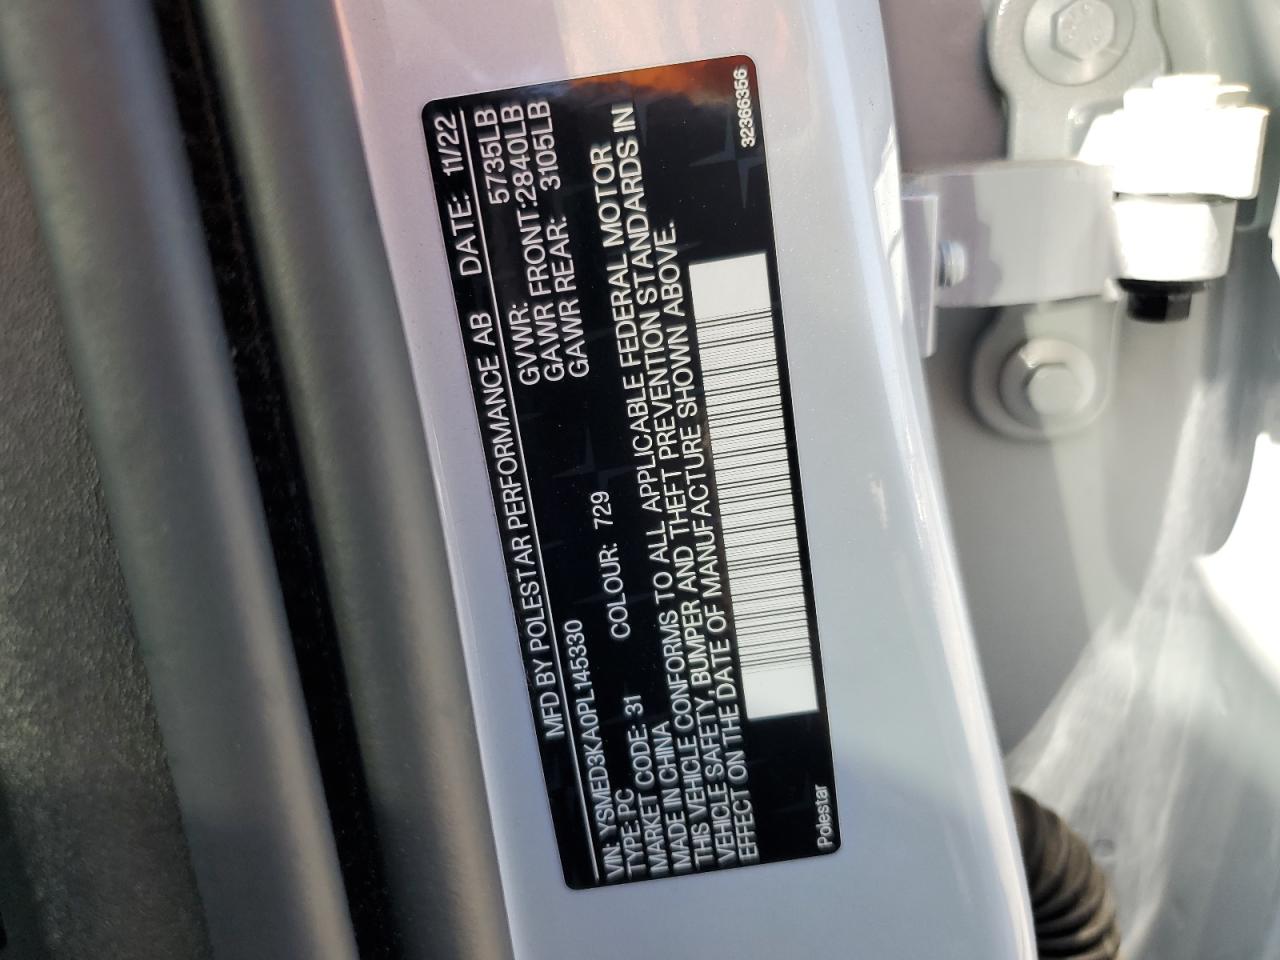 MFD BY POLESTAR PERFORMANCE AB DATE: 11/22
GVWR: 5735LB
GAWR FRONT:2840LB
GAWR REAR: 3105LB
VIN: YSMED3KA0PL145330
TYPE: PC
MARKET CODE: 31 COLOUR: 729
MADE IN CHINA
THIS VEHICLE CONFORMS TO ALL APPLICABLE FEDERAL MOTOR
VEHICLE SAFETY, BUMPER AND THEFT PREVENTION STANDARDS IN
EFFECT ON THE DATE OF MANUFACTURE SHOWN ABOVE.
Polestar 32366356